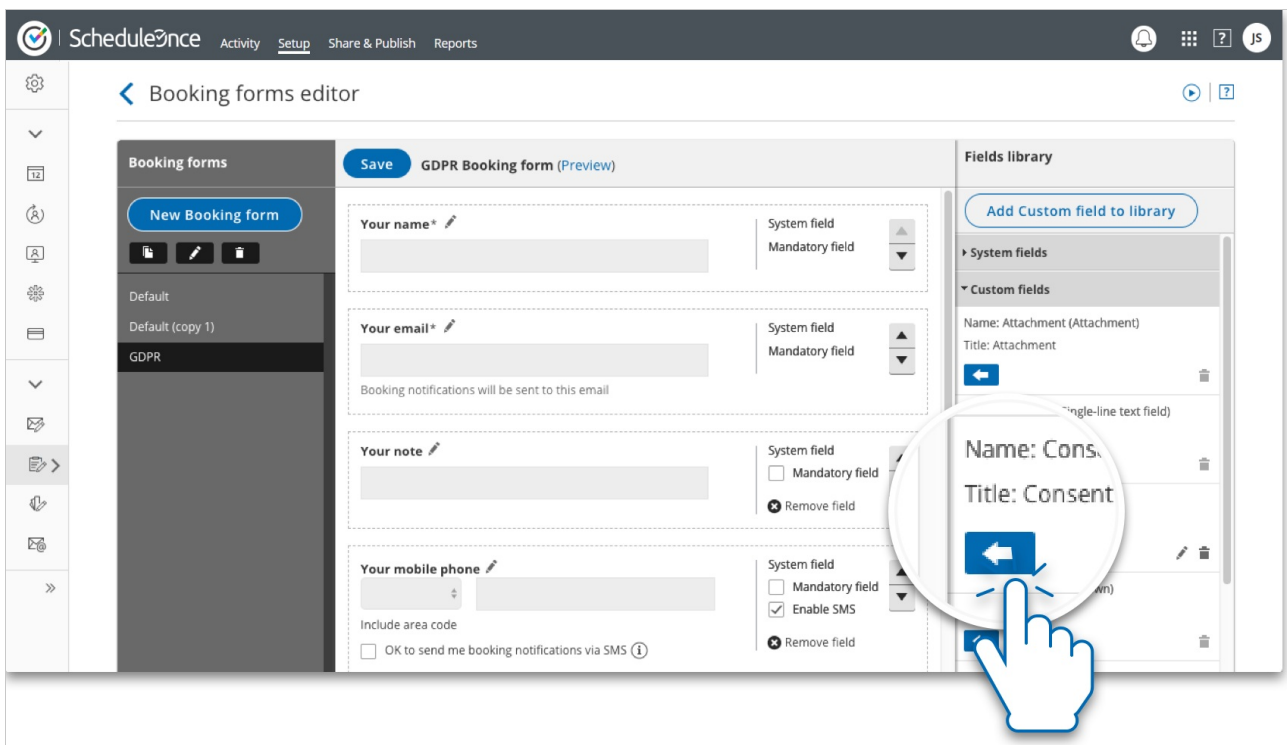 ScheduleOnce Activity Setup Share & Publish Reports ? JS
Booking forms editor ?
Booking forms
Save GDPR Booking form (Preview)
Fields library
12
New Booking form
Add Custom field to library
Default
Default (copy 1)
GDPR
Your name*
System field
Mandatory field
Your email*
System field
Mandatory field
Booking notifications will be sent to this email
Your note
System field
Mandatory field
Remove field
Your mobile phone
System field
Mandatory field
Enable SMS
Include area code
Remove field
OK to send me booking notifications via SMS i
System fields
Custom fields
Name: Attachment (Attachment)
Title: Attachment
text field)
Name:
Title: Consent